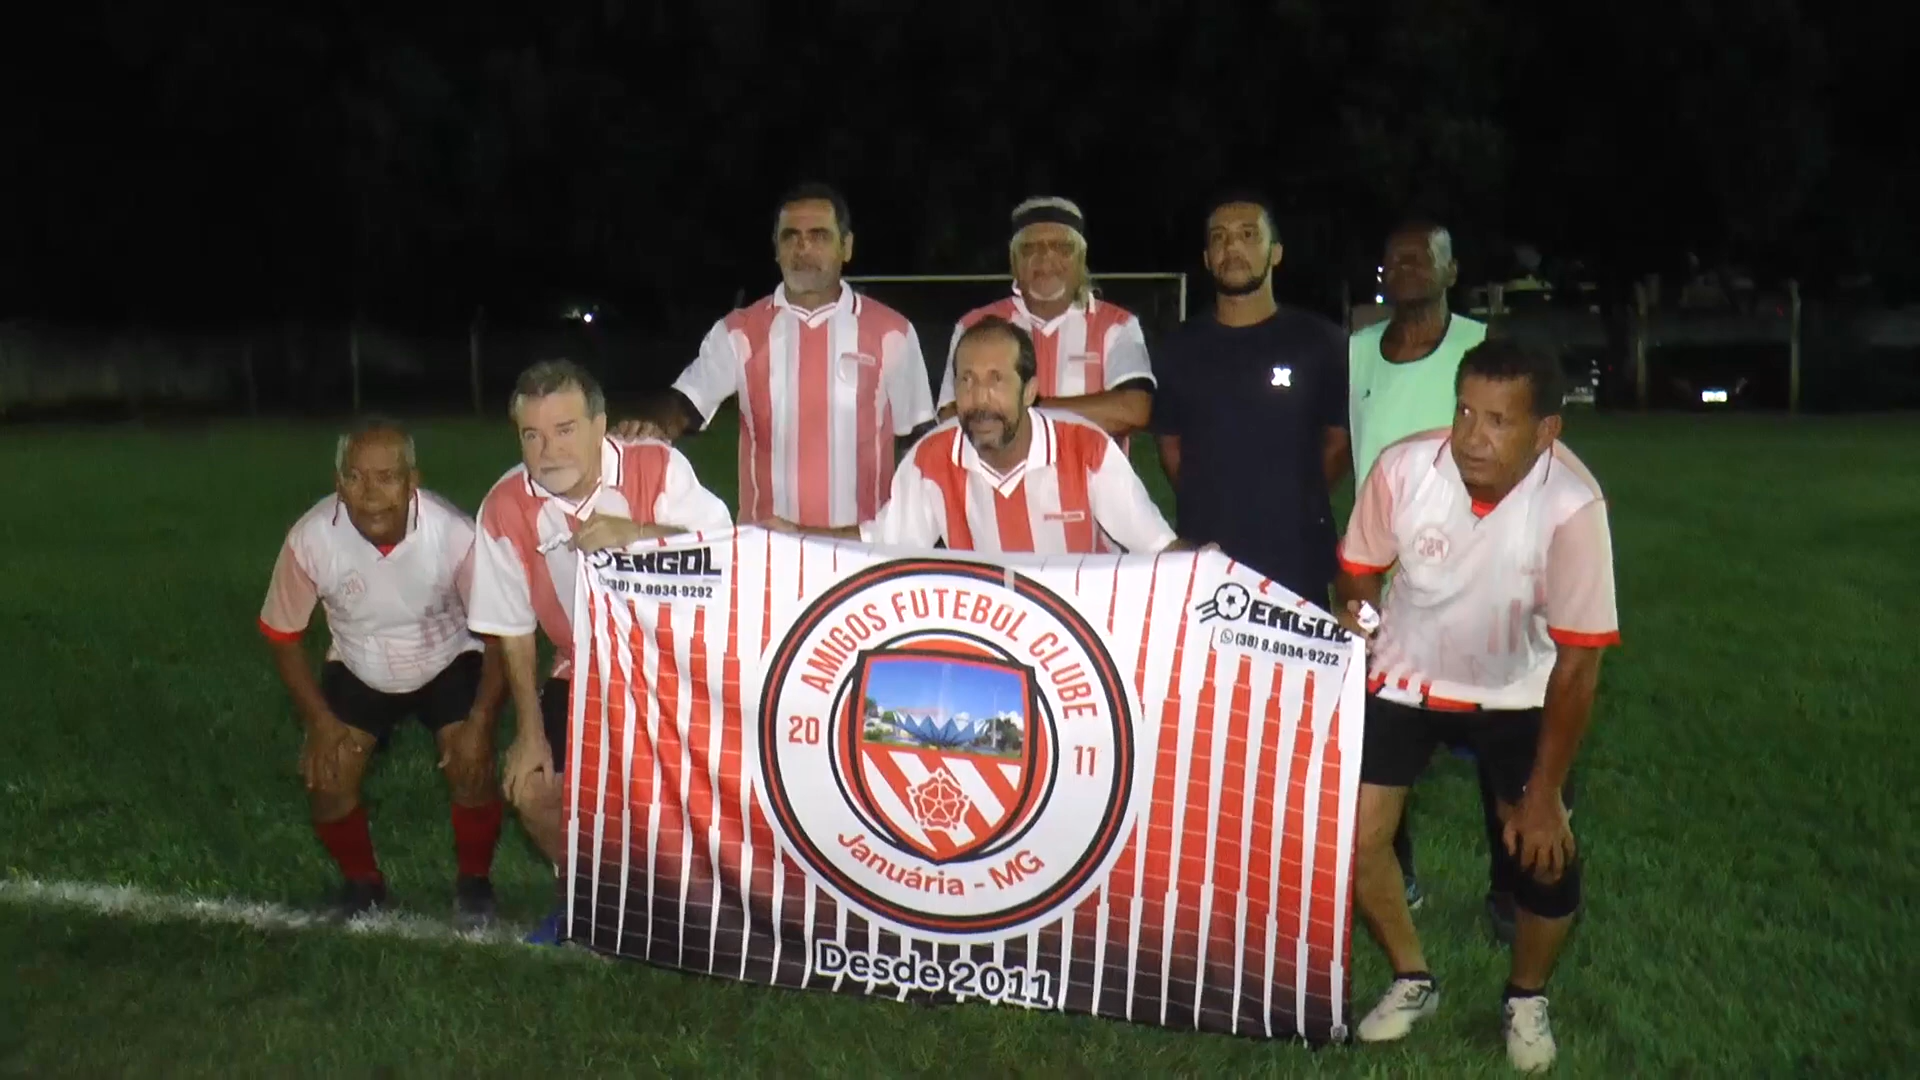 ENGOL
(38) 9.9934-9292
ENGOL
(38) 9.9934-9292
AMIGOS FUTEBOL CLUBE
20 11
Januária - MG
Desde 2011